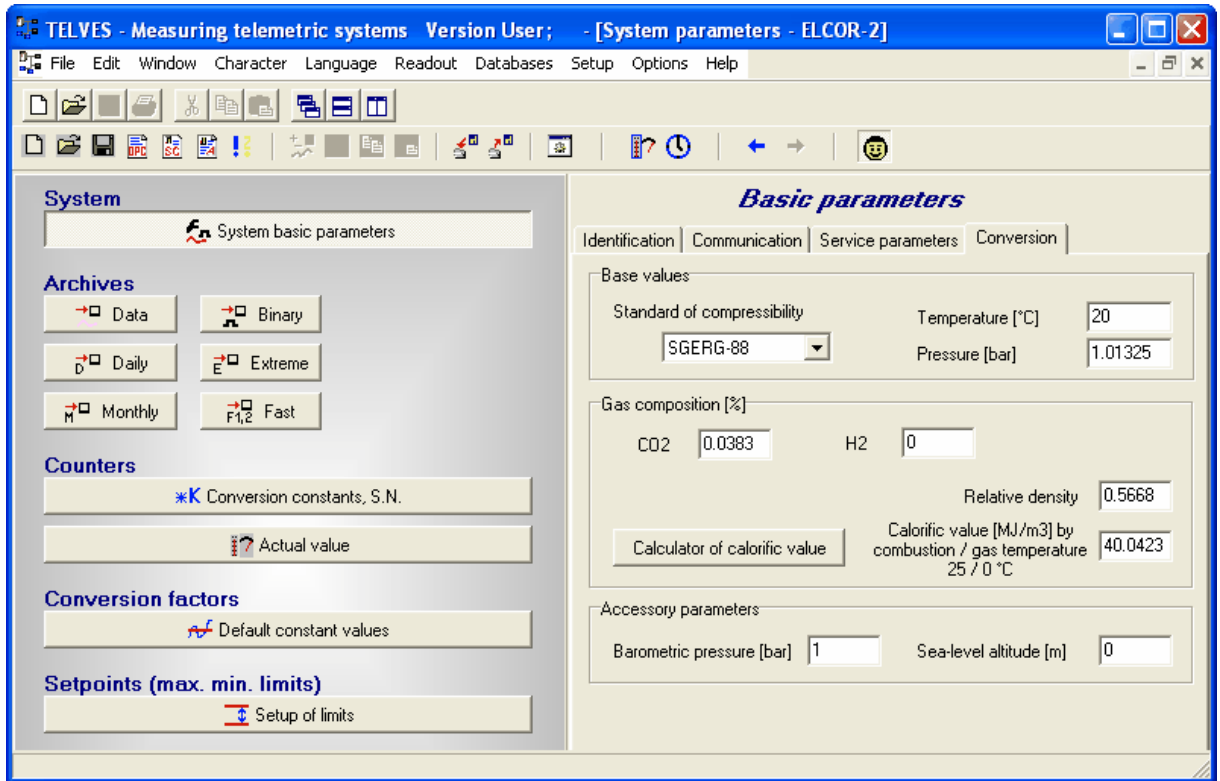 TELVES - Measuring telemetric systems Version User; - [System parameters - ELCOR-2]
File Edit Window Character Language Readout Databases Setup Options Help
System
System basic parameters
Archives
Data
Binary
D Daily
E Extreme
M Monthly
F1,2 Fast
Counters
*K Conversion constants, S.N.
Actual value
Conversion factors
Default constant values
Setpoints (max. min. limits)
Setup of limits
Basic parameters
Identification Communication Service parameters Conversion
Base values
Standard of compressibility
SGERG-88
Temperature [°C] 20
Pressure [bar] 1.01325
Gas composition [%]
CO2 0.0383 H2 0
Relative density 0.5668
Calculator of calorific value
Calorific value [MJ/m3] by
combustion / gas temperature 40.0423
25 / 0 °C
Accessory parameters
Barometric pressure [bar] 1 Sea-level altitude [m] 0